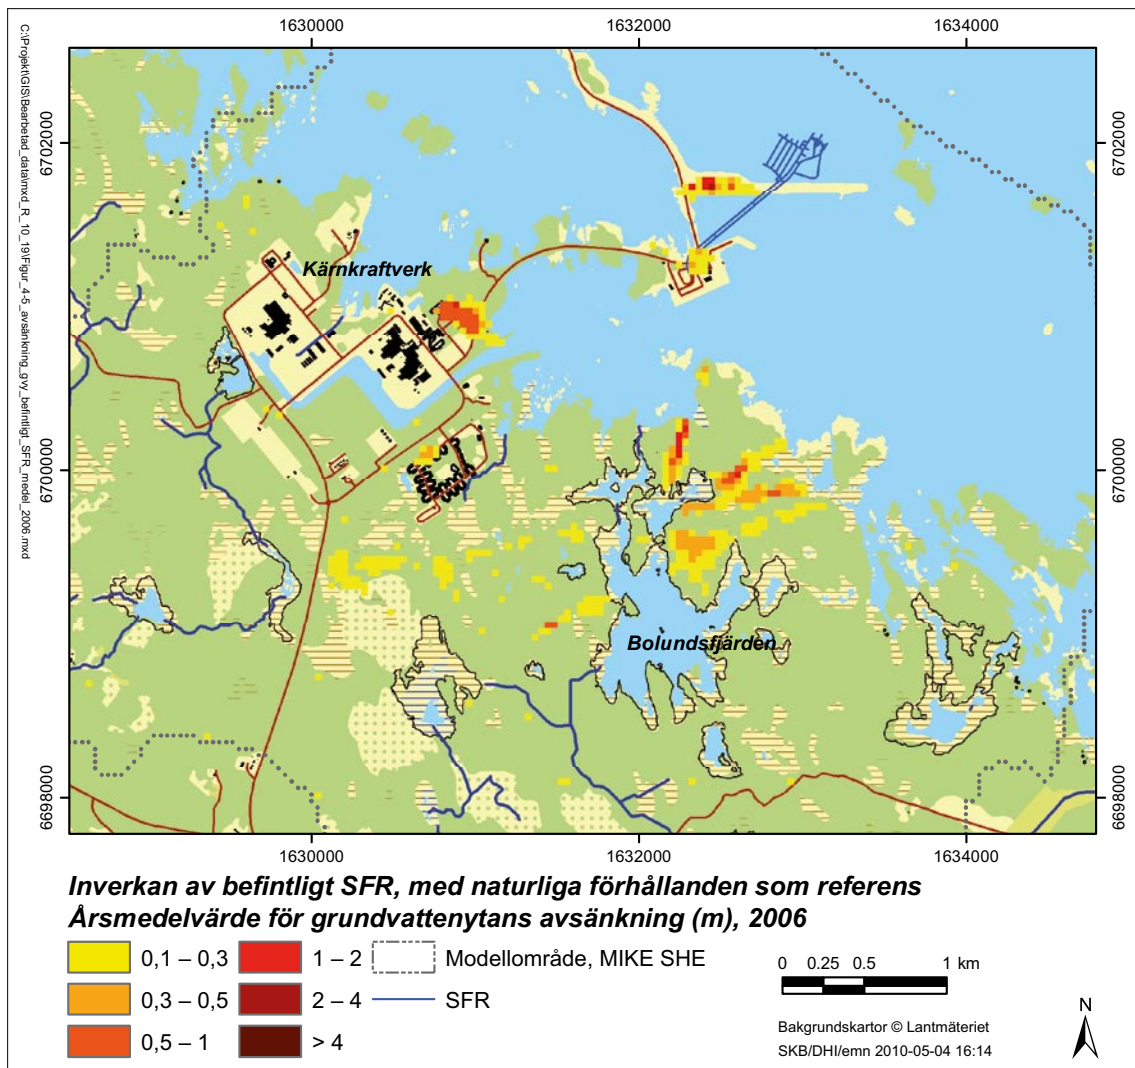 1630000 1632000 1634000
C:\Projekt\GIS\Bearbetad_data\mxd_R_10_19\Figur_4-5_avsänkning_gvy_befintligt_SFR_model_2006.mxd
6702000 6702000
Kärnkraftverk
6700000 6700000
Bolundsfjärden
6698000 6698000
1630000 1632000 1634000
Inverkan av befintligt SFR, med naturliga förhållanden som referens
Årsmedelvärde för grundvattenytans avsänkning (m), 2006
0,1 – 0,3 1 – 2 Modellområde, MIKE SHE
0,3 – 0,5 2 – 4 SFR
0,5 – 1 > 4
0 0.25 0.5 1 km
Bakgrundskartor © Lantmäteriet
SKB/DHI/emn 2010-05-04 16:14
N